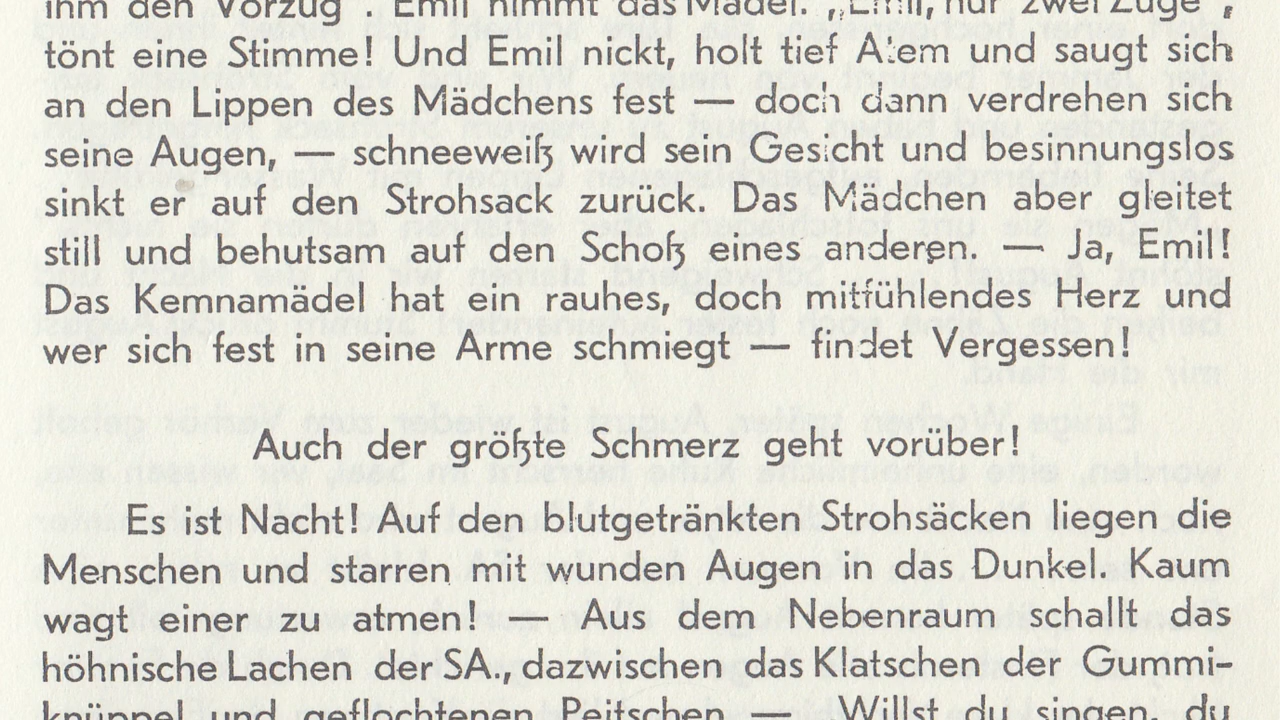 ihm den Vorzug". Emil nimmt das Mädel. „Emil, nur zwei Züge",
tönt eine Stimme! Und Emil nickt, holt tief Atem und saugt sich
an den Lippen des Mädchens fest — doch dann verdrehen sich
seine Augen, — schneeweiß wird sein Gesicht und besinnungslos
sinkt er auf den Strohsack zurück. Das Mädchen aber gleitet
still und behutsam auf den Schoß eines anderen. — Ja, Emil!
Das Kemnamädel hat ein rauhes, doch mitfühlendes Herz und
wer sich fest in seine Arme schmiegt — findet Vergessen!
Auch der größte Schmerz geht vorüber!
Es ist Nacht! Auf den blutgetränkten Strohsäcken liegen die
Menschen und starren mit wunden Augen in das Dunkel. Kaum
wagt einer zu atmen! — Aus dem Nebenraum schallt das
höhnische Lachen der SA., dazwischen das Klatschen der Gummi-
knüppel und geflochtenen Peitschen — „Willst du singen, du